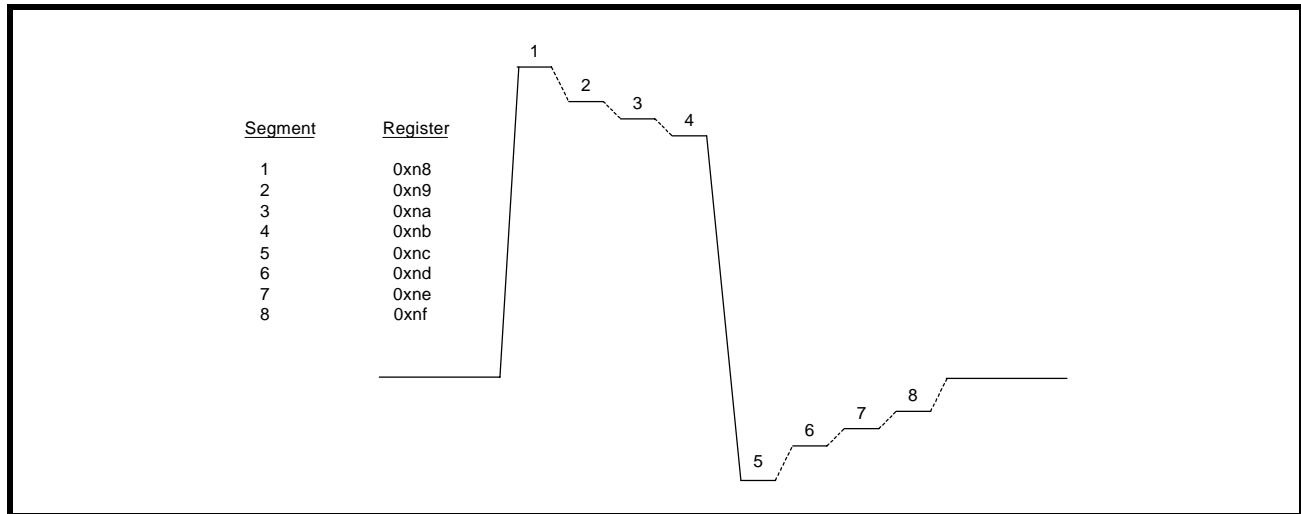 Segment Register
1 0xn8
2 0xn9
3 0xna
4 0xnb
5 0xnc
6 0xnd
7 0xne
8 0xnf
1
2
3
4
5
6
7
8